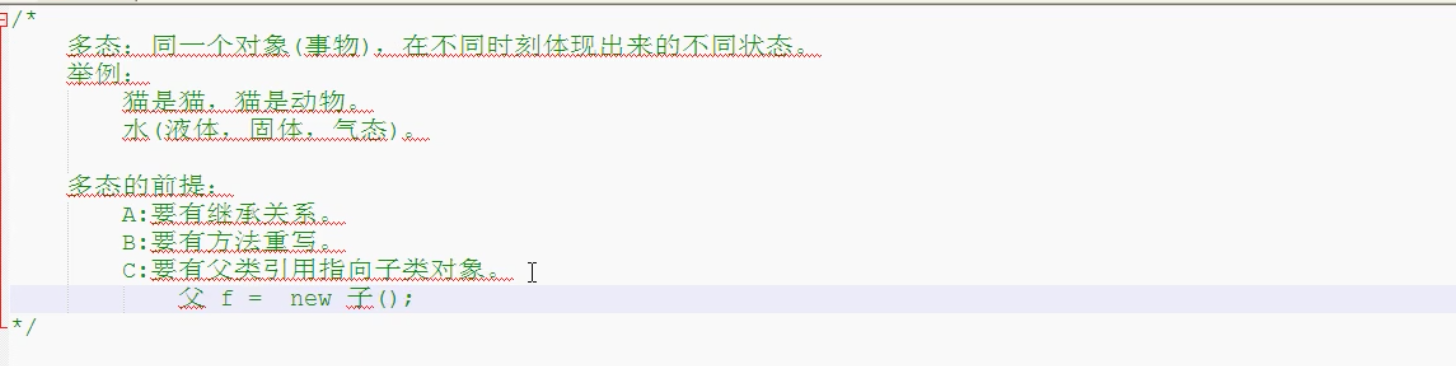 /*
多态：同一个对象(事物)，在不同时刻体现出来的不同状态。
举例：
猫是猫，猫是动物。
水(液体，固体，气态)。
多态的前提：
A:要有继承关系。
B:要有方法重写。
C:要有父类引用指向子类对象。
父 f =  new 子();
*/